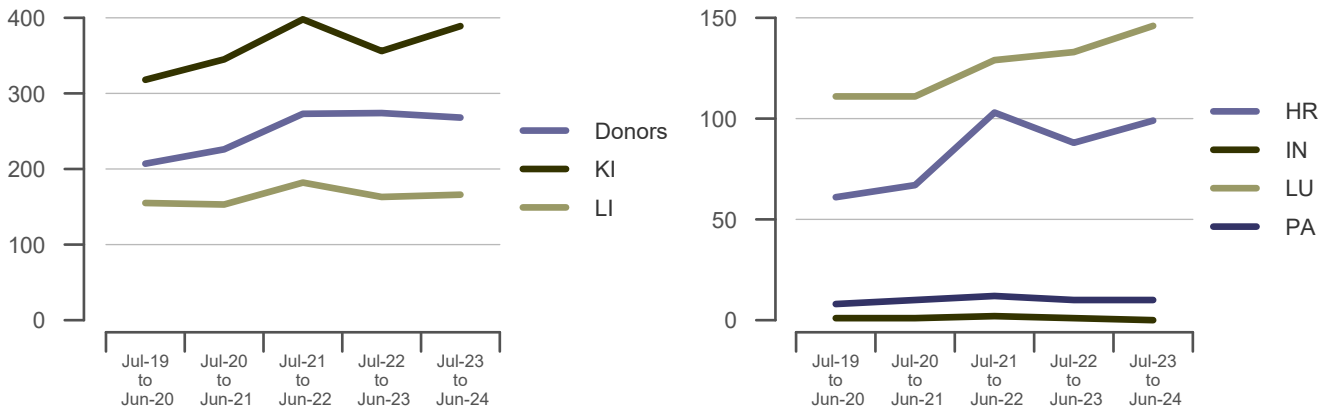 400
300
200
100
0
Jul-19
to
Jun-20
Jul-20
to
Jun-21
Jul-21
to
Jun-22
Jul-22
to
Jun-23
Jul-23
to
Jun-24
Donors
KI
LI
150
100
50
0
Jul-19
to
Jun-20
Jul-20
to
Jun-21
Jul-21
to
Jun-22
Jul-22
to
Jun-23
Jul-23
to
Jun-24
HR
IN
LU
PA